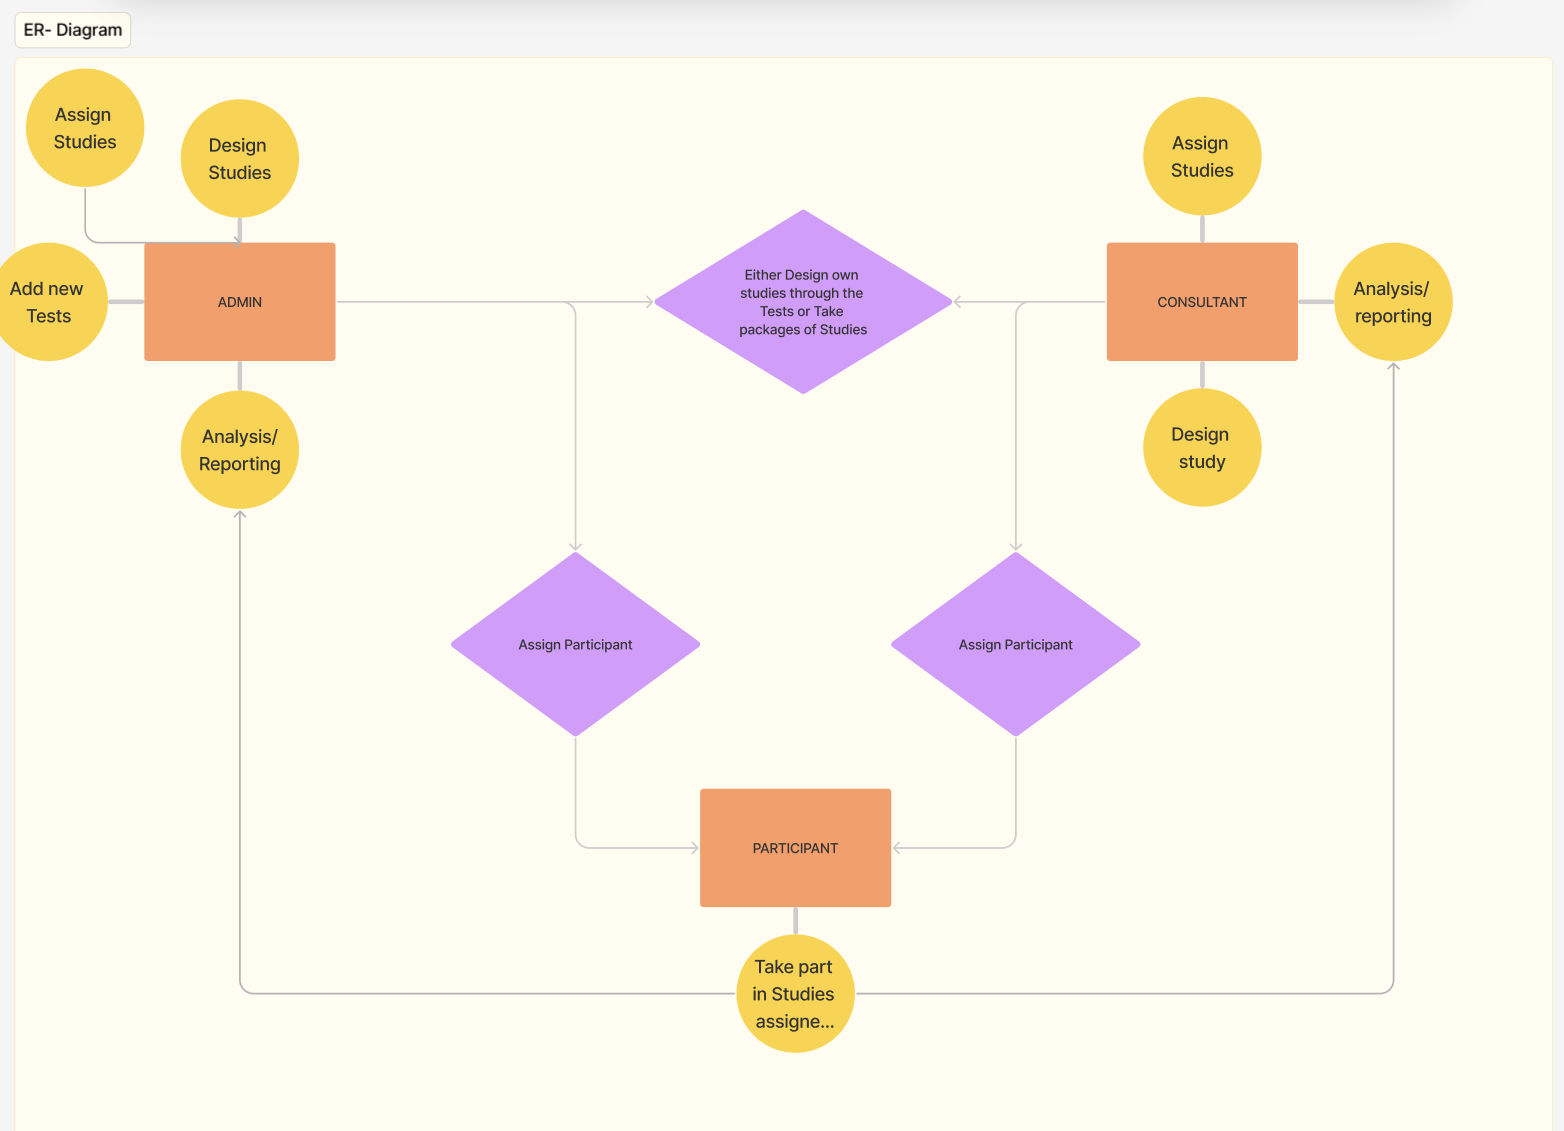 ER- Diagram
Assign
Studies
Design
Studies
Assign
Studies
Either Design own
studies through the
Tests or Take
packages of Studies
Add new
Tests
ADMIN
CONSULTANT
Analysis/
reporting
Analysis/
Reporting
Design
study
Assign Participant
Assign Participant
PARTICIPANT
Take part
in Studies
assigne...